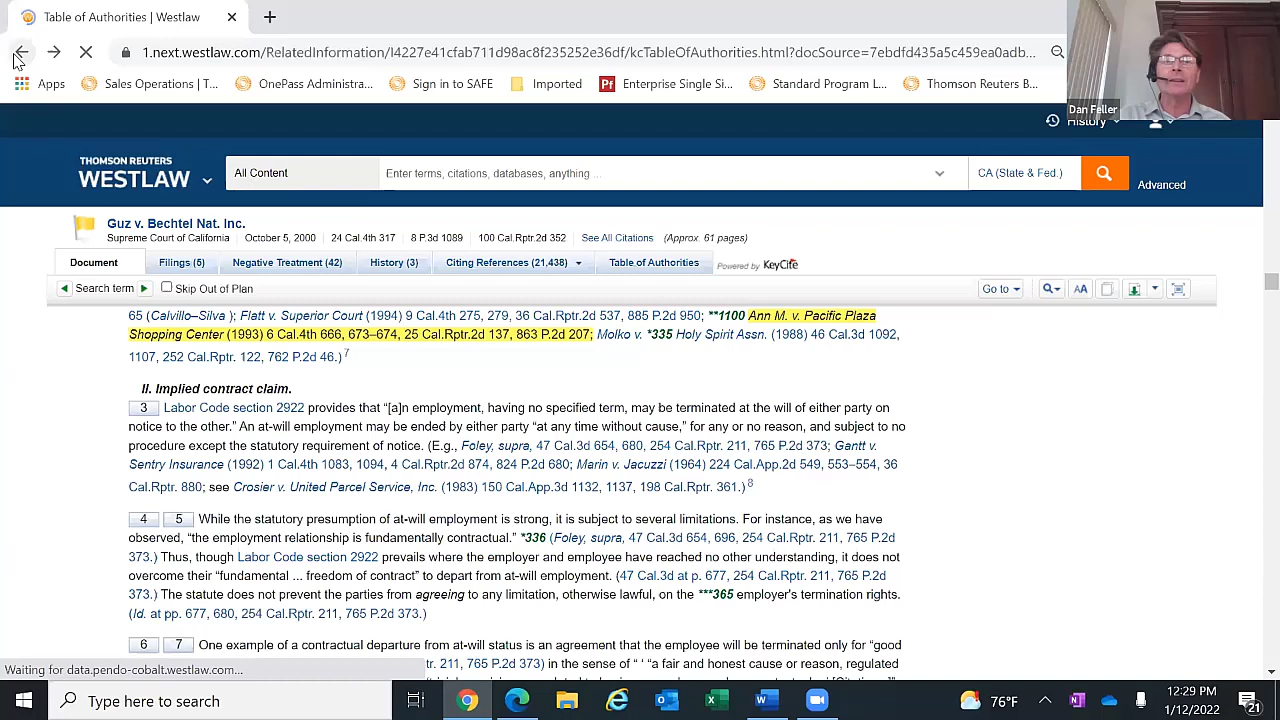 Table of Authorities | Westlaw
1.next.westlaw.com/RelatedInformation/I4227e41cfab711d98ac8f235252e36df/kcTableOfAuthorities.html?docSource=7ebdfd435a5c459ea0adb...
Apps Sales Operations | T... OnePass Administra... Sign in to SAE Imported Enterprise Single Si... Standard Program L... Thomson Reuters B...
Dan Feller
History
THOMSON REUTERS
WESTLAW
All Content Enter terms, citations, databases, anything ... CA (State & Fed.) Advanced
Guz v. Bechtel Nat. Inc.
Supreme Court of California October 5, 2000 24 Cal.4th 317 8 P.3d 1089 100 Cal.Rptr.2d 352 See All Citations (Approx. 61 pages)
Document Filings (5) Negative Treatment (42) History (3) Citing References (21,438) Table of Authorities Powered by KeyCite
Search term Skip Out of Plan Go to AA
65 (Calvillo–Silva ); Flatt v. Superior Court (1994) 9 Cal.4th 275, 279, 36 Cal.Rptr.2d 537, 885 P.2d 950; **1100 Ann M. v. Pacific Plaza
Shopping Center (1993) 6 Cal.4th 666, 673–674, 25 Cal.Rptr.2d 137, 863 P.2d 207; Molko v. *335 Holy Spirit Assn. (1988) 46 Cal.3d 1092,
1107, 252 Cal.Rptr. 122, 762 P.2d 46.) 7
II. Implied contract claim.
3 Labor Code section 2922 provides that “[a]n employment, having no specified term, may be terminated at the will of either party on
notice to the other.” An at-will employment may be ended by either party “at any time without cause,” for any or no reason, and subject to no
procedure except the statutory requirement of notice. (E.g., Foley, supra, 47 Cal.3d 654, 680, 254 Cal.Rptr. 211, 765 P.2d 373; Gantt v.
Sentry Insurance (1992) 1 Cal.4th 1083, 1094, 4 Cal.Rptr.2d 874, 824 P.2d 680; Marin v. Jacuzzi (1964) 224 Cal.App.2d 549, 553–554, 36
Cal.Rptr. 880; see Crosier v. United Parcel Service, Inc. (1983) 150 Cal.App.3d 1132, 1137, 198 Cal.Rptr. 361.) 8
4 5 While the statutory presumption of at-will employment is strong, it is subject to several limitations. For instance, as we have
observed, “the employment relationship is fundamentally contractual.” *336 (Foley, supra, 47 Cal.3d 654, 696, 254 Cal.Rptr. 211, 765 P.2d
373.) Thus, though Labor Code section 2922 prevails where the employer and employee have reached no other understanding, it does not
overcome their “fundamental ... freedom of contract” to depart from at-will employment. (47 Cal.3d at p. 677, 254 Cal.Rptr. 211, 765 P.2d
373.) The statute does not prevent the parties from agreeing to any limitation, otherwise lawful, on the ***365 employer's termination rights.
(Id. at pp. 677, 680, 254 Cal.Rptr. 211, 765 P.2d 373.)
6 7 One example of a contractual departure from at-will status is an agreement that the employee will be terminated only for “good
tr. 211, 765 P.2d 373) in the sense of “ ‘ “a fair and honest cause or reason, regulated
Waiting for data.pendo-cobalt.westlaw.com...
Type here to search 76°F 12:29 PM
1/12/2022 21